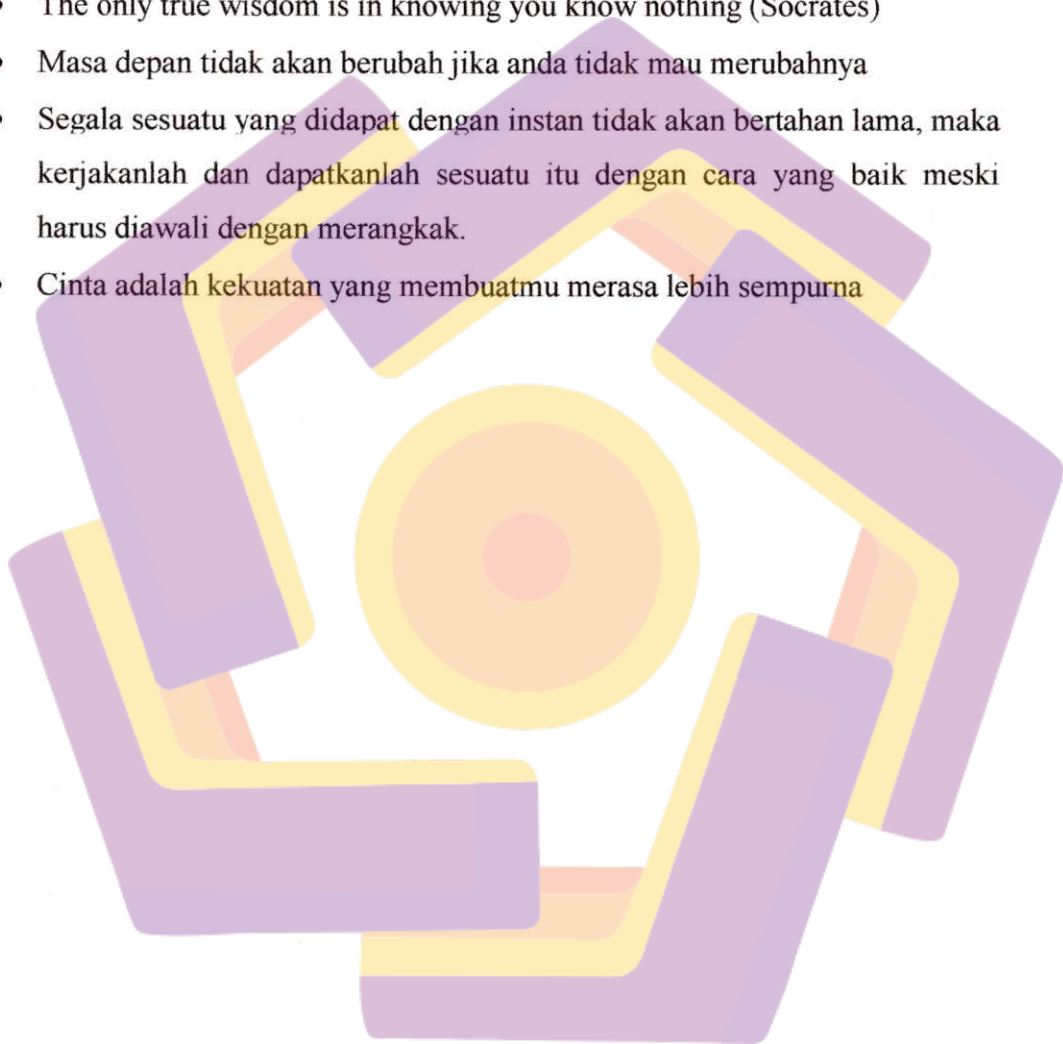 • The only true wisdom is in knowing you know nothing (Socrates)
• Masa depan tidak akan berubah jika anda tidak mau merubahnya
• Segala sesuatu yang didapat dengan instan tidak akan bertahan lama, maka
kerjakanlah dan dapatkanlah sesuatu itu dengan cara yang baik meski
harus diawali dengan merangkak.
• Cinta adalah kekuatan yang membuatmu merasa lebih sempurna